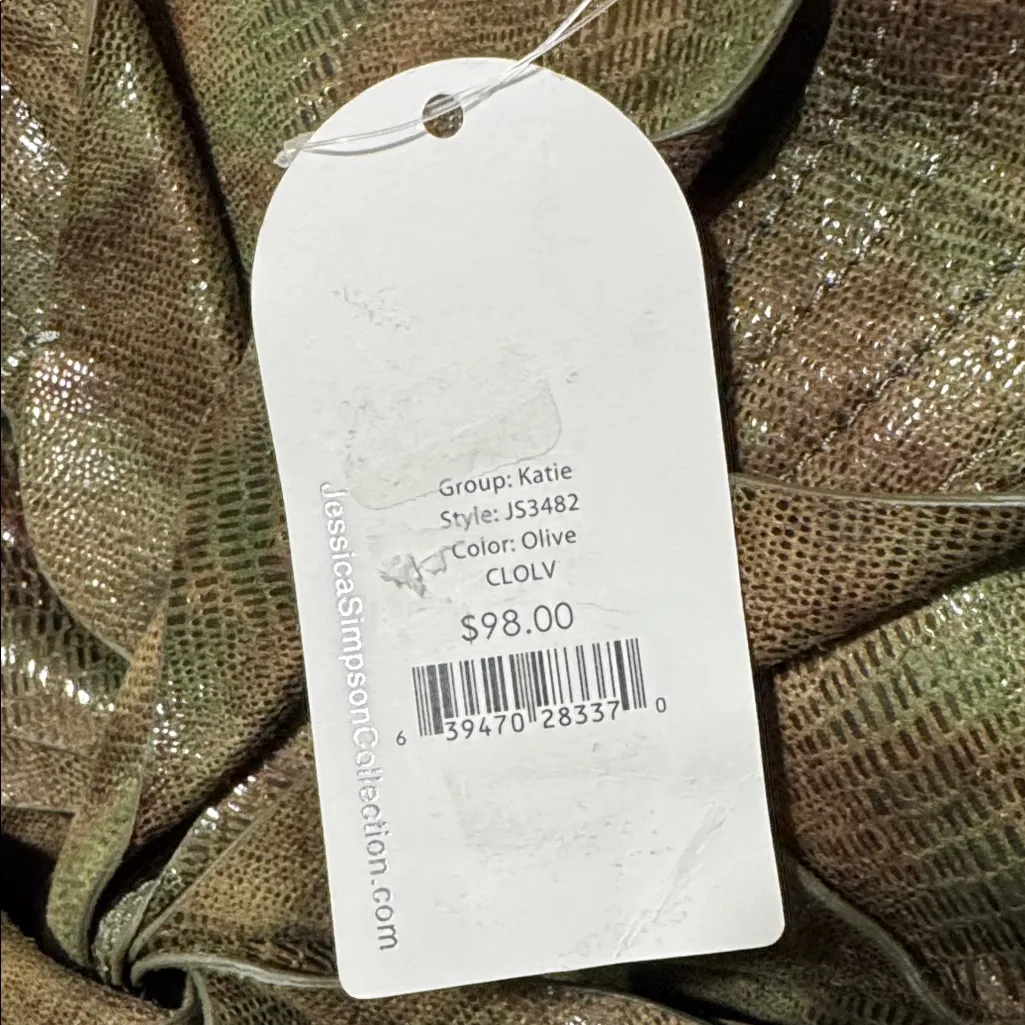 Group: Katie
Style: JS3482
Color: Olive
CLOLV
$98.00
6 39470 28337 0
JessicaSimpsonCollection.com